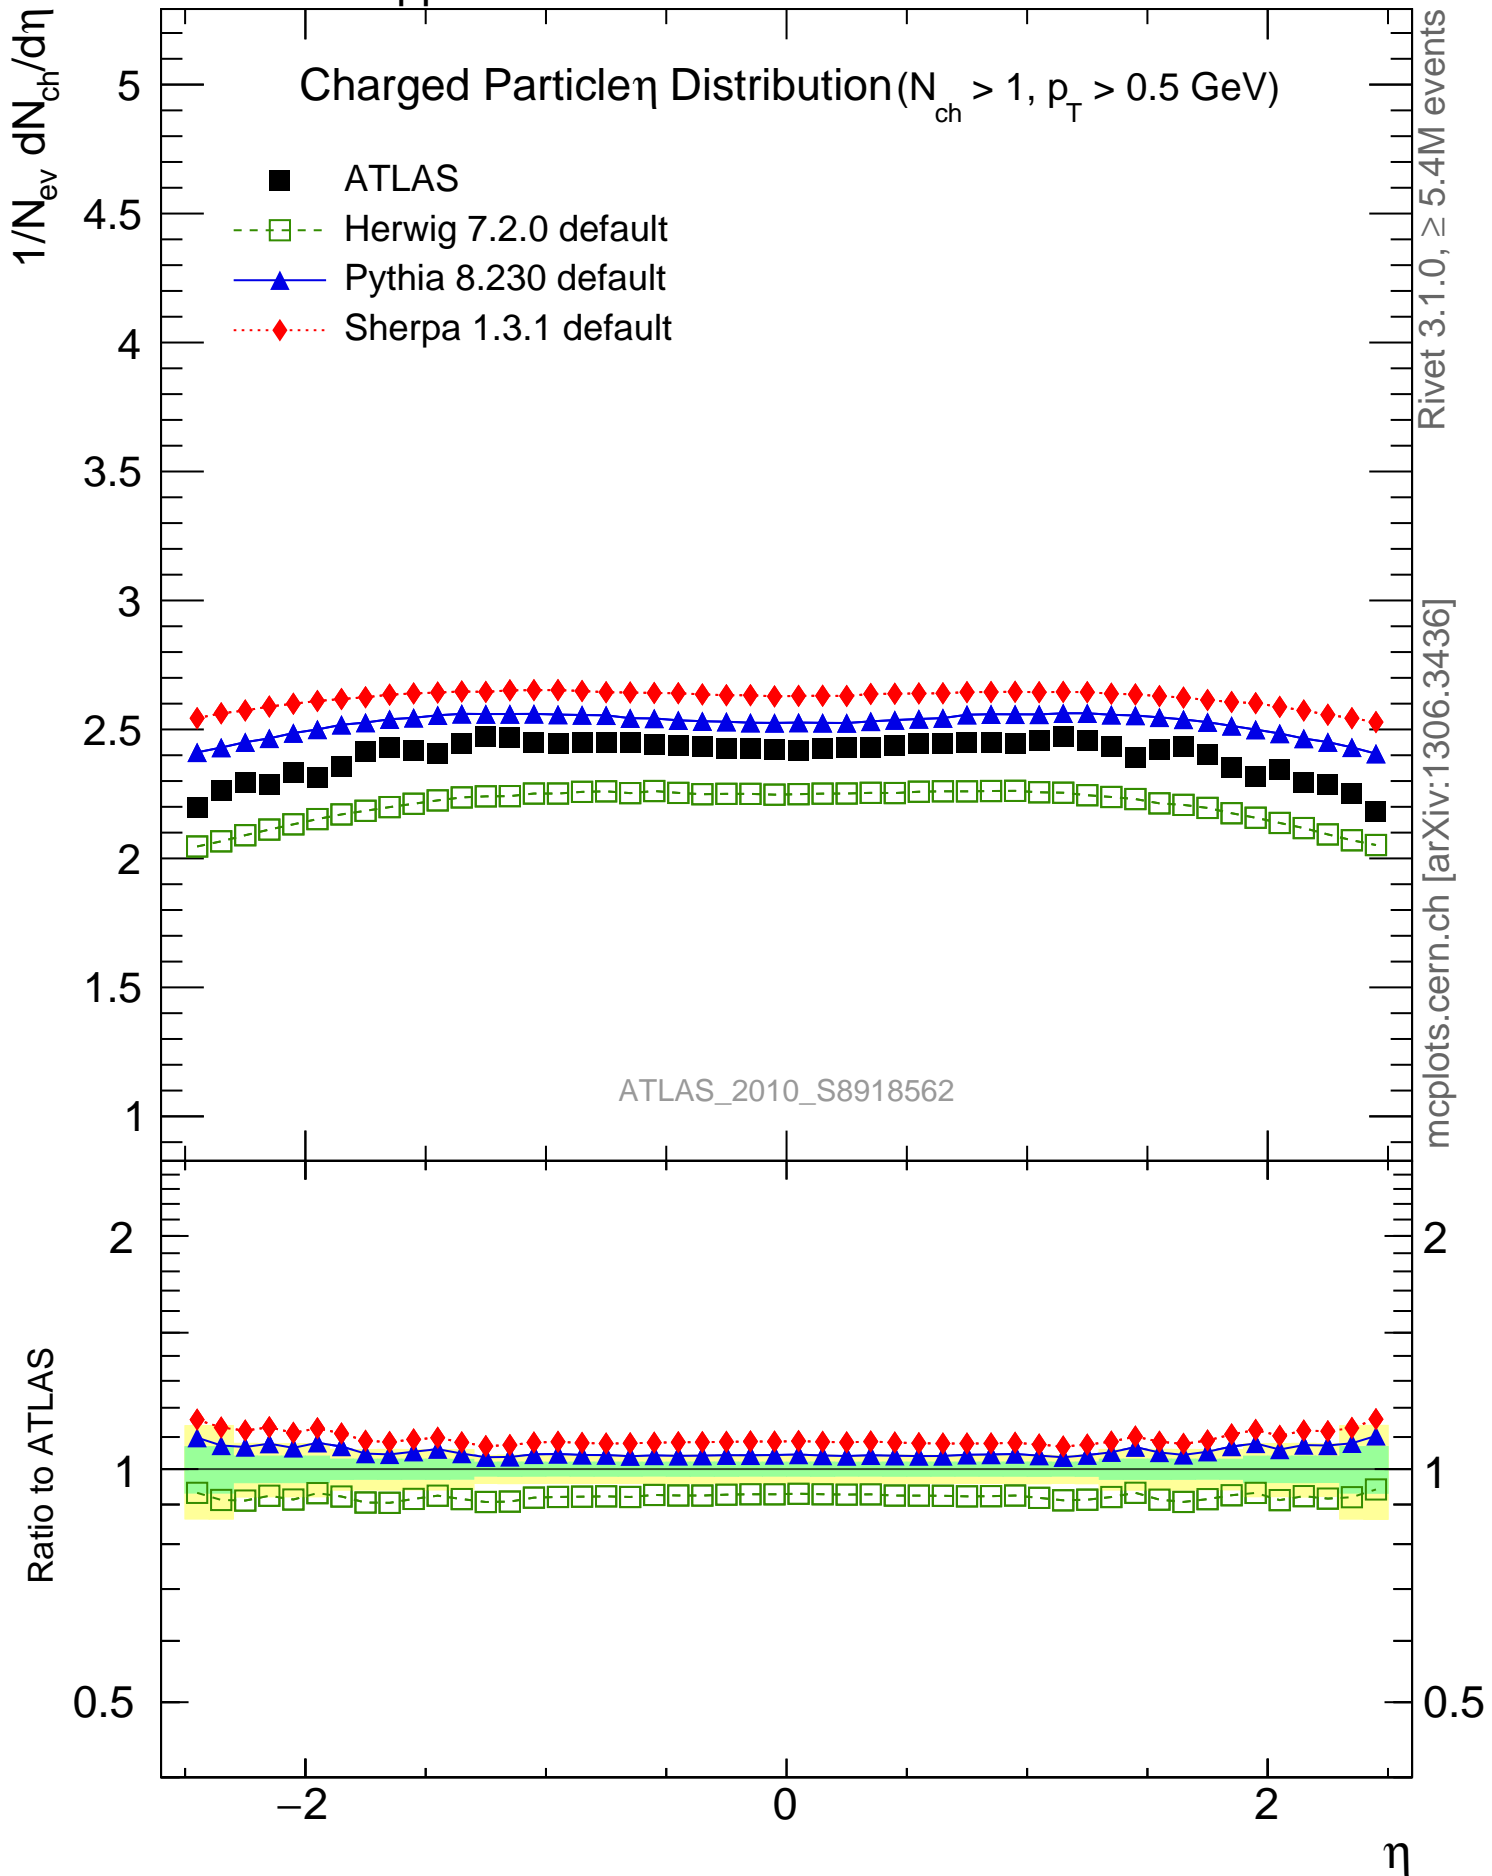 pp
1/N_ev dN_ch/dη
Charged Particleη Distribution(N_ch > 1, p_T > 0.5 GeV)
ATLAS
Herwig 7.2.0 default
Pythia 8.230 default
Sherpa 1.3.1 default
5
4.5
4
3.5
3
2.5
2
1.5
1
ATLAS_2010_S8918562
Rivet 3.1.0, ≥ 5.4M events
mcplots.cern.ch [arXiv:1306.3436]
Ratio to ATLAS
2
1
0.5
2
1
0.5
−2
0
2
η